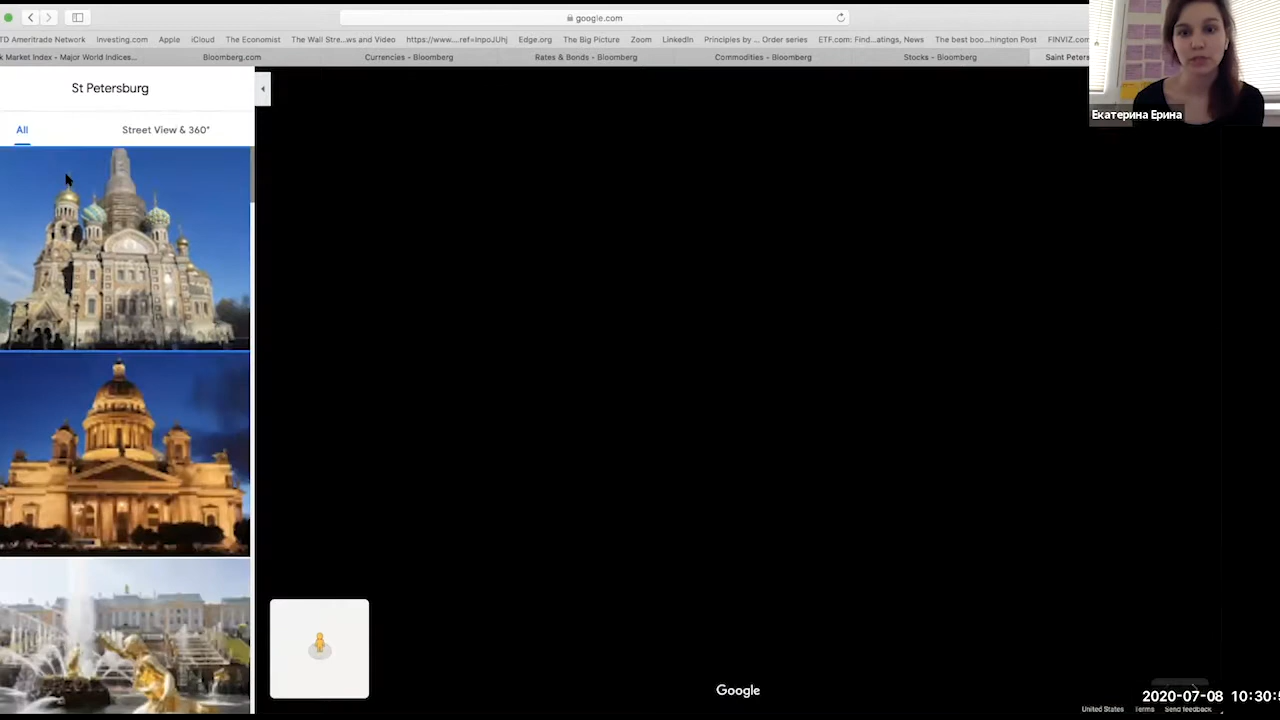 google.com
TD Ameritrade Network Investing.com Apple iCloud The Economist The Wall Stre...ws and Video https://www....ref=InpoJUHj Edge.org The Big Picture Zoom LinkedIn Principles by ... Order series ETF.com: Find...atings, News The best boo...hington Post FINVIZ.com
k Market Index - Major World Indices... Bloomberg.com Currencies - Bloomberg Rates & Bonds - Bloomberg Commodities - Bloomberg Stocks - Bloomberg Saint Peters
Екатерина Ерина
St Petersburg
All Street View & 360°
Google
2020-07-08 10:30:5
United States Terms Send feedback